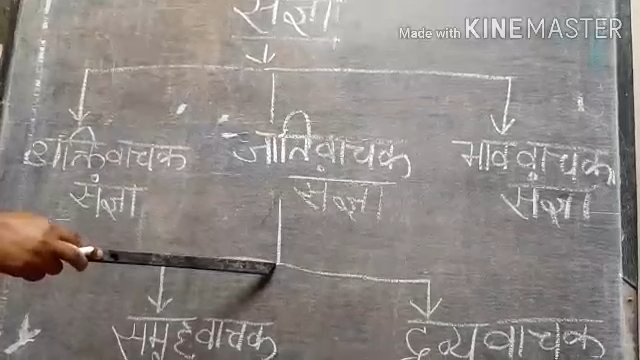 संज्ञा
Made with KINEMASTER
व्यक्तिवाचक जातिवाचक भाववाचक
संज्ञा संज्ञा संज्ञा
समुहवाचक द्रव्यवाचक